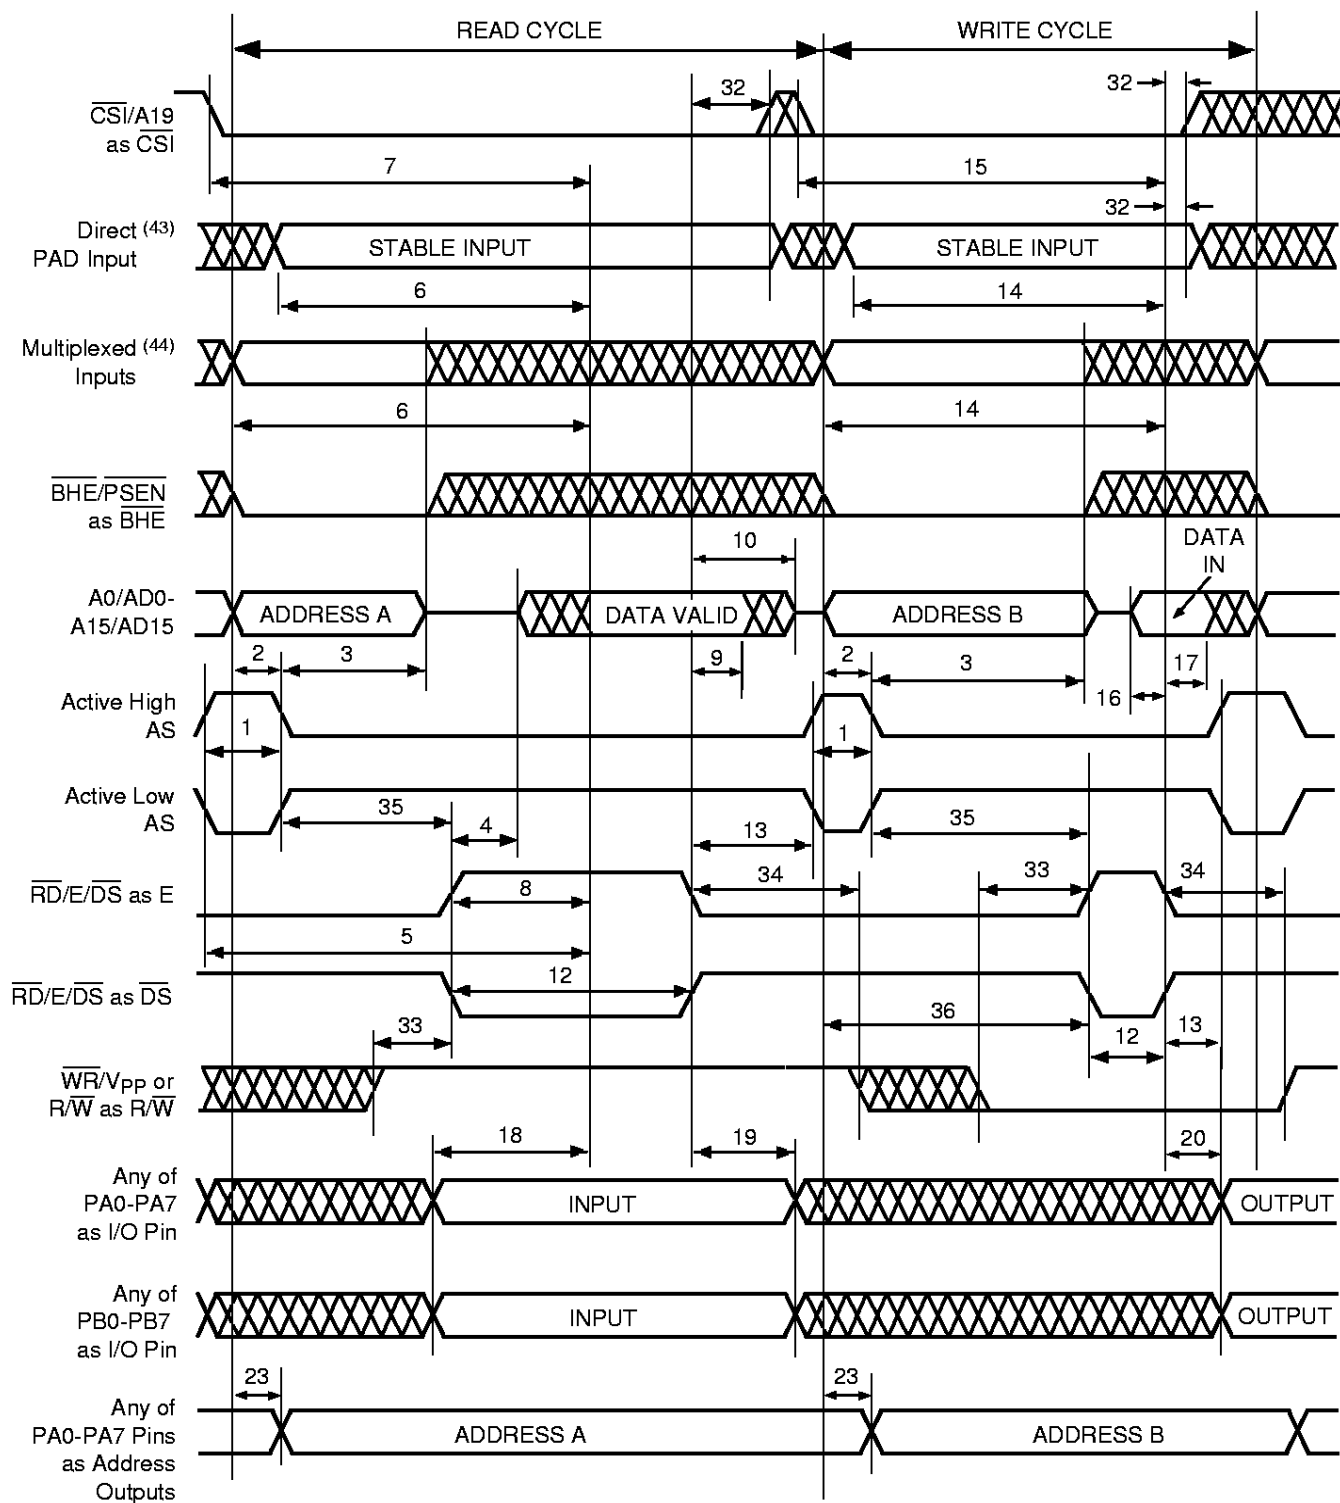 READ CYCLE
WRITE CYCLE
32
32
CSI/A19
as CSI
7
15
32
Direct (43)
PAD Input
STABLE INPUT
STABLE INPUT
6
14
Multiplexed (44)
Inputs
6
14
BHE/PSEN
as BHE
10
DATA
IN
A0/AD0-
A15/AD15
ADDRESS A
DATA VALID
ADDRESS B
2
3
9
2
3
17
16
Active High
AS
1
1
Active Low
AS
35
4
13
35
RD/E/DS as E
8
34
33
34
5
RD/E/DS as DS
12
36
33
12
13
WR/VPP or
R/W as R/W
18
19
20
Any of
PA0-PA7
as I/O Pin
INPUT
OUTPUT
Any of
PB0-PB7
as I/O Pin
INPUT
OUTPUT
23
23
Any of
PA0-PA7 Pins
as Address
Outputs
ADDRESS A
ADDRESS B